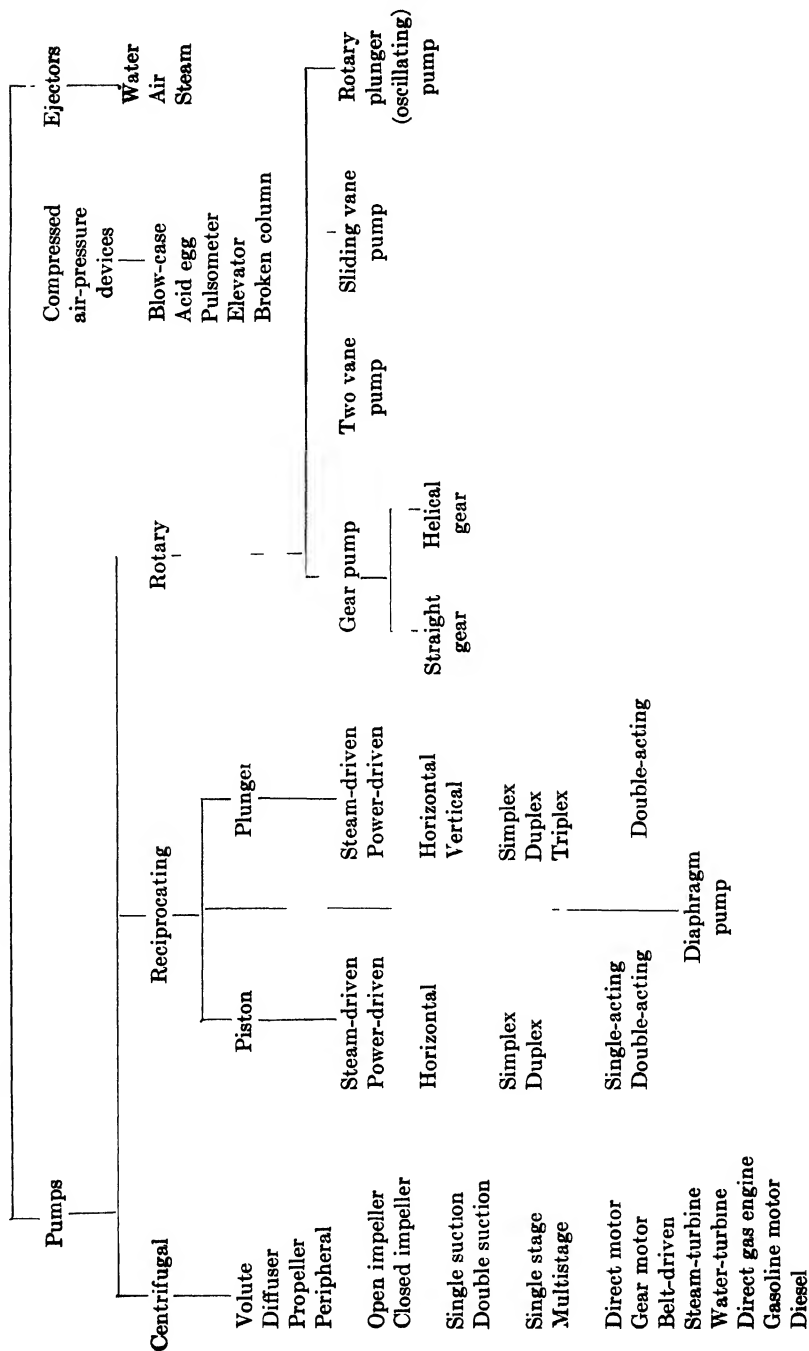 Pumps
Compressed
air-pressure
devices
Ejectors
Blow-case
Acid egg
Pulsometer
Elevator
Broken column
Water
Air
Steam
Centrifugal
Reciprocating
Rotary
Volute
Diffuser
Propeller
Peripheral
Open impeller
Closed impeller
Single suction
Double suction
Single stage
Multistage
Direct motor
Gear motor
Belt-driven
Steam-turbine
Water-turbine
Direct gas engine
Gasoline motor
Diesel
Piston
Steam-driven
Power-driven
Horizontal
Simplex
Duplex
Single-acting
Double-acting
Diaphragm
pump
Plunger
Steam-driven
Power-driven
Horizontal
Vertical
Simplex
Duplex
Triplex
Double-acting
Gear pump
Straight
gear
Helical
gear
Two vane
pump
Sliding vane
pump
Rotary
plunger
(oscillating)
pump